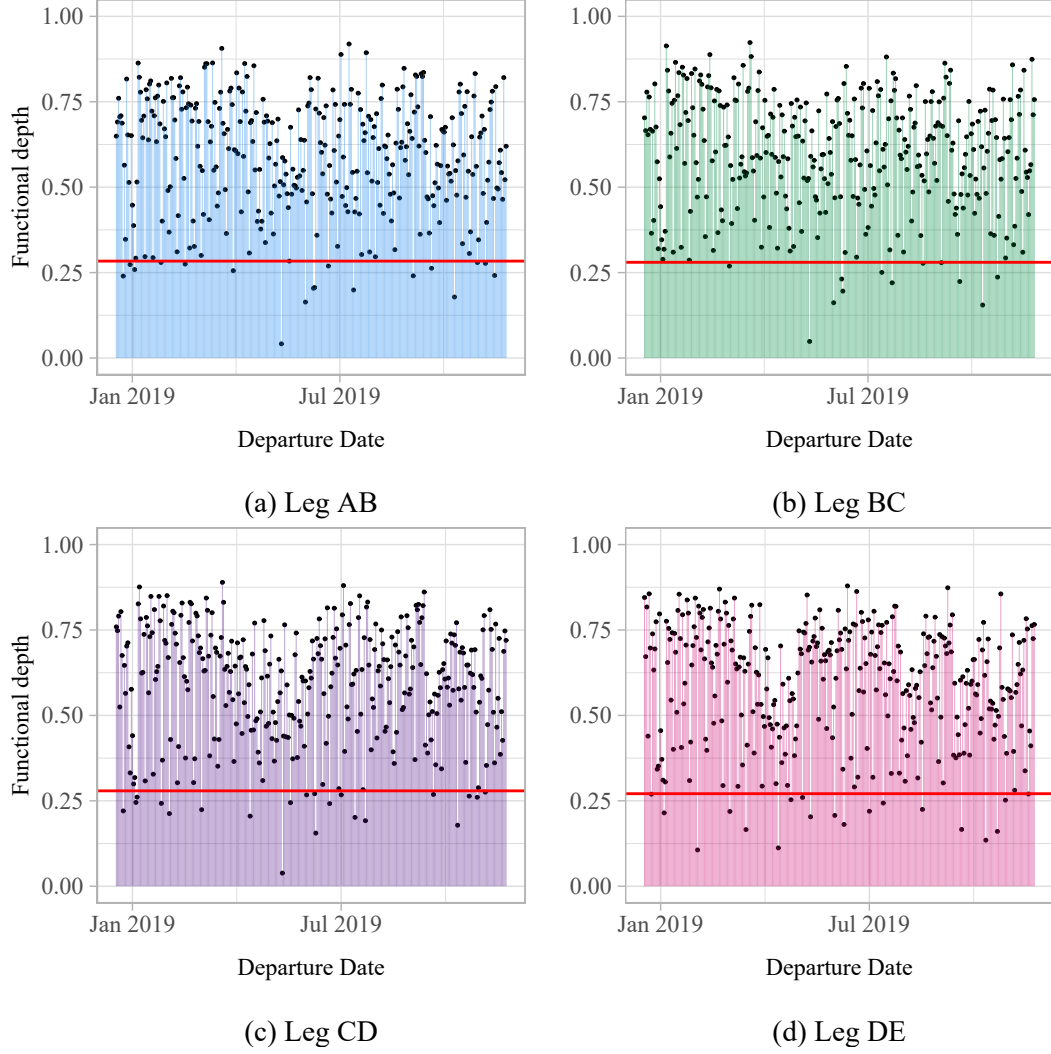 1.00
0.75
0.50
0.25
0.00
Functional depth
Jan 2019
Jul 2019
Departure Date
(a) Leg AB
1.00
0.75
0.50
0.25
0.00
Jan 2019
Jul 2019
Departure Date
(b) Leg BC
1.00
0.75
0.50
0.25
0.00
Functional depth
Jan 2019
Jul 2019
Departure Date
(c) Leg CD
1.00
0.75
0.50
0.25
0.00
Jan 2019
Jul 2019
Departure Date
(d) Leg DE